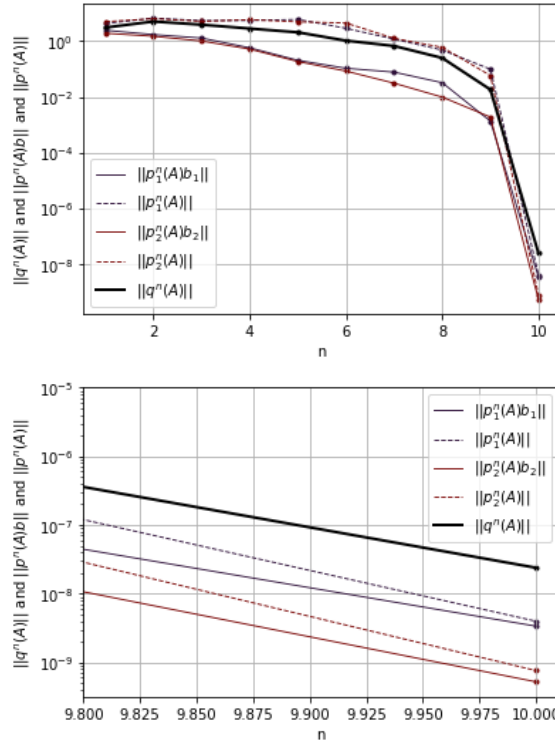 ||q^n(A)|| and ||p^n(A)b|| and ||p^n(A)||
10^0
10^-2
10^-4
10^-6
10^-8
||p_1^n(A)b_1||
||p_1^n(A)||
||p_2^n(A)b_2||
||p_2^n(A)||
||q^n(A)||
2 4 6 8 10
n
||q^n(A)|| and ||p^n(A)b|| and ||p^n(A)||
10^-5
10^-6
10^-7
10^-8
10^-9
||p_1^n(A)b_1||
||p_1^n(A)||
||p_2^n(A)b_2||
||p_2^n(A)||
||q^n(A)||
9.800 9.825 9.850 9.875 9.900 9.925 9.950 9.975 10.000
n